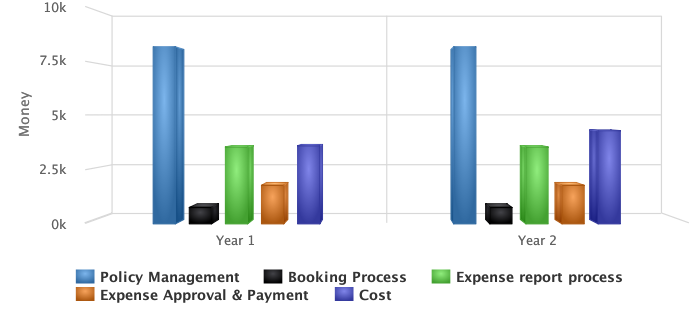 10k
7.5k
5k
2.5k
0k
Money
Year 1
Year 2
Policy Management
Booking Process
Expense report process
Expense Approval & Payment
Cost